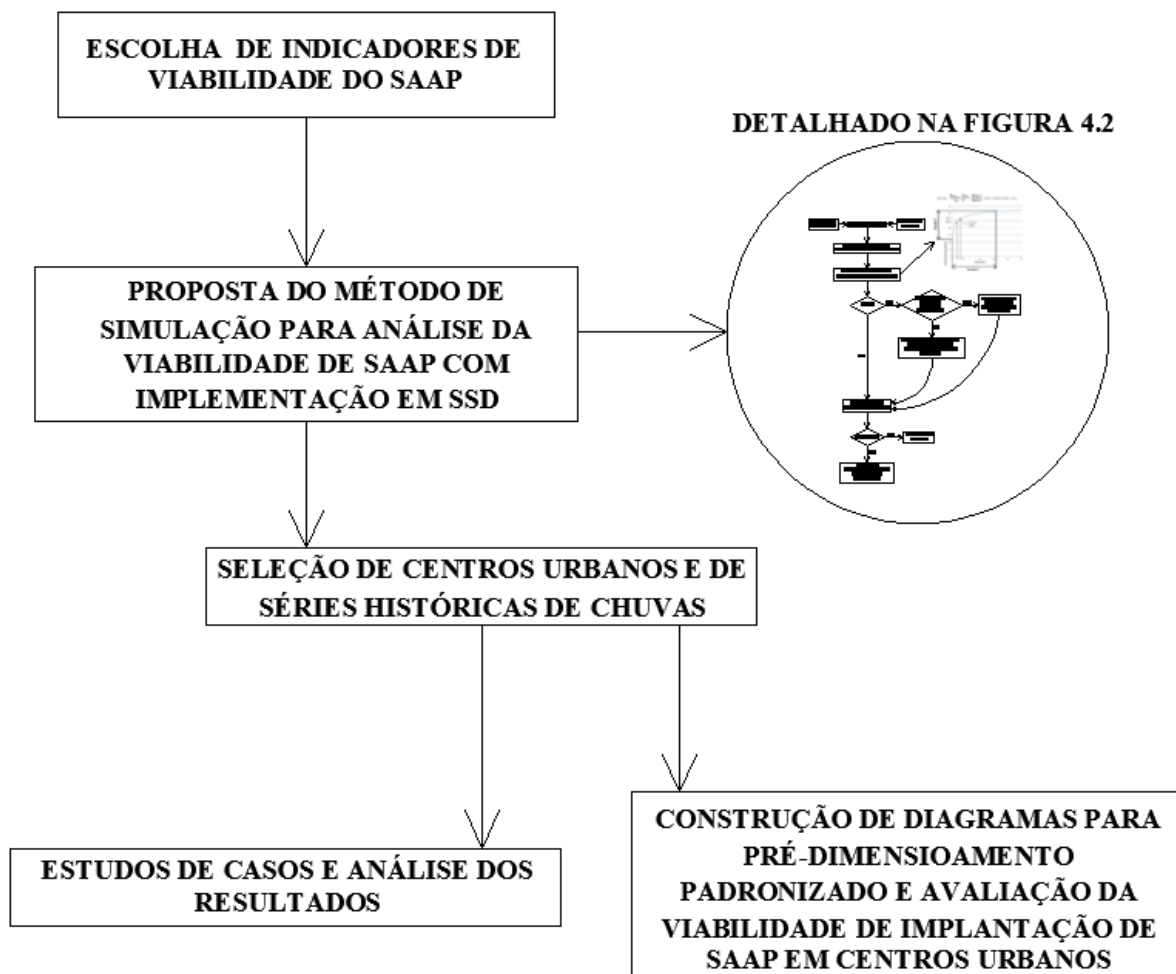 ESCOLHA DE INDICADORES DE
VIABILIDADE DO SAAP
DETALHADO NA FIGURA 4.2
PROPOSTA DO MÉTODO DE
SIMULAÇÃO PARA ANÁLISE DA
VIABILIDADE DE SAAP COM
IMPLEMENTAÇÃO EM SSD
SELEÇÃO DE CENTROS URBANOS E DE
SÉRIES HISTÓRICAS DE CHUVAS
ESTUDOS DE CASOS E ANÁLISE DOS
RESULTADOS
CONSTRUÇÃO DE DIAGRAMAS PARA
PRÉ-DIMENSIOAMENTO
PADRONIZADO E AVALIAÇÃO DA
VIABILIDADE DE IMPLANTAÇÃO DE
SAAP EM CENTROS URBANOS